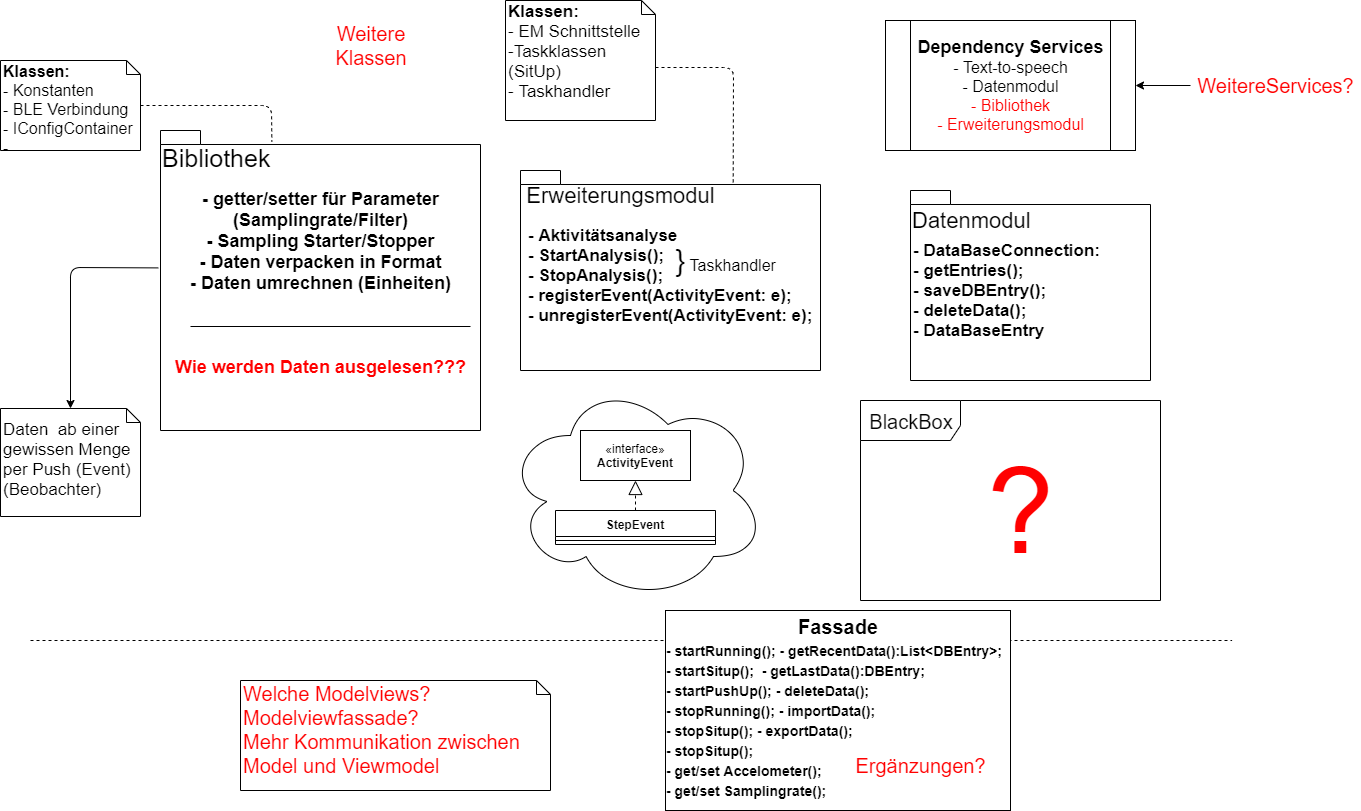 Weitere
Klassen
Klassen:
- Konstanten
- BLE Verbindung
- IConfigContainer
-
Klassen:
- EM Schnittstelle
-Taskklassen
(SitUp)
- Taskhandler
Dependency Services
- Text-to-speech
- Datenmodul
- Bibliothek
- Erweiterungsmodul
WeitereServices?
Bibliothek
- getter/setter für Parameter
(Samplingrate/Filter)
- Sampling Starter/Stopper
- Daten verpacken in Format
- Daten umrechnen (Einheiten)
Wie werden Daten ausgelesen???
Erweiterungsmodul
- Aktivitätsanalyse
- StartAnalysis();
- StopAnalysis();
} Taskhandler
- registerEvent(ActivityEvent: e);
- unregisterEvent(ActivityEvent: e);
Datenmodul
- DataBaseConnection:
- getEntries();
- saveDBEntry();
- deleteData();
- DataBaseEntry
Daten  ab einer
gewissen Menge
per Push (Event)
(Beobachter)
«interface»
ActivityEvent
StepEvent
BlackBox
?
Fassade
- startRunning(); - getRecentData():List<DBEntry>;
- startSitup();  - getLastData():DBEntry;
- startPushUp(); - deleteData();
- stopRunning(); - importData();
- stopSitup(); - exportData();
- stopSitup();
- get/set Accelometer();
- get/set Samplingrate();
Ergänzungen?
Welche Modelviews?
Modelviewfassade?
Mehr Kommunikation zwischen
Model und Viewmodel